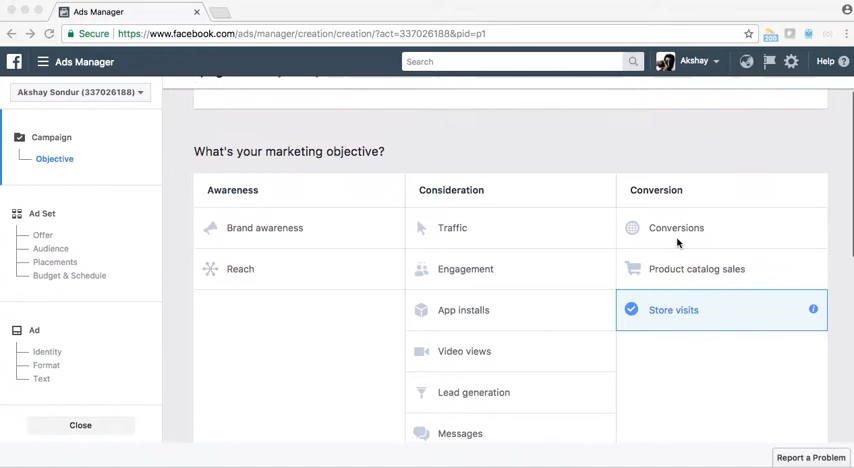 Ads Manager
Secure https://www.facebook.com/ads/manager/creation/creation/?act=337026188&pid=p1
200
Ads Manager
Search
Akshay
Help
Akshay Sondur (337026188)
Campaign
Objective
Ad Set
Offer
Audience
Placements
Budget & Schedule
Ad
Identity
Format
Text
Close
What's your marketing objective?
Awareness
Consideration
Conversion
Brand awareness
Traffic
Conversions
Reach
Engagement
Product catalog sales
App installs
Store visits
Video views
Lead generation
Messages
Report a Problem